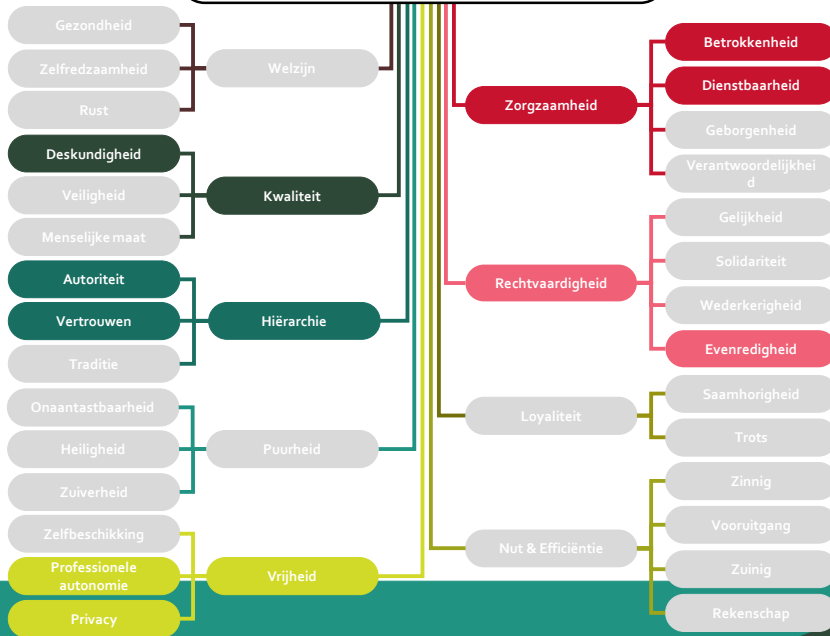 Gezondheid
Zelfredzaamheid
Rust
Welzijn
Deskundigheid
Veiligheid
Menselijke maat
Kwaliteit
Autoriteit
Vertrouwen
Traditie
Hiërarchie
Onaantastbaarheid
Heiligheid
Zuiverheid
Puurheid
Zelfbeschikking
Professionele
autonomie
Privacy
Vrijheid
Zorgzaamheid
Betrokkenheid
Dienstbaarheid
Geborgenheid
Verantwoordelijkhei
d
Rechtvaardigheid
Gelijkheid
Solidariteit
Wederkerigheid
Evenredigheid
Loyaliteit
Saamhorigheid
Trots
Nut & Efficiëntie
Zinnig
Vooruitgang
Zuinig
Rekenschap